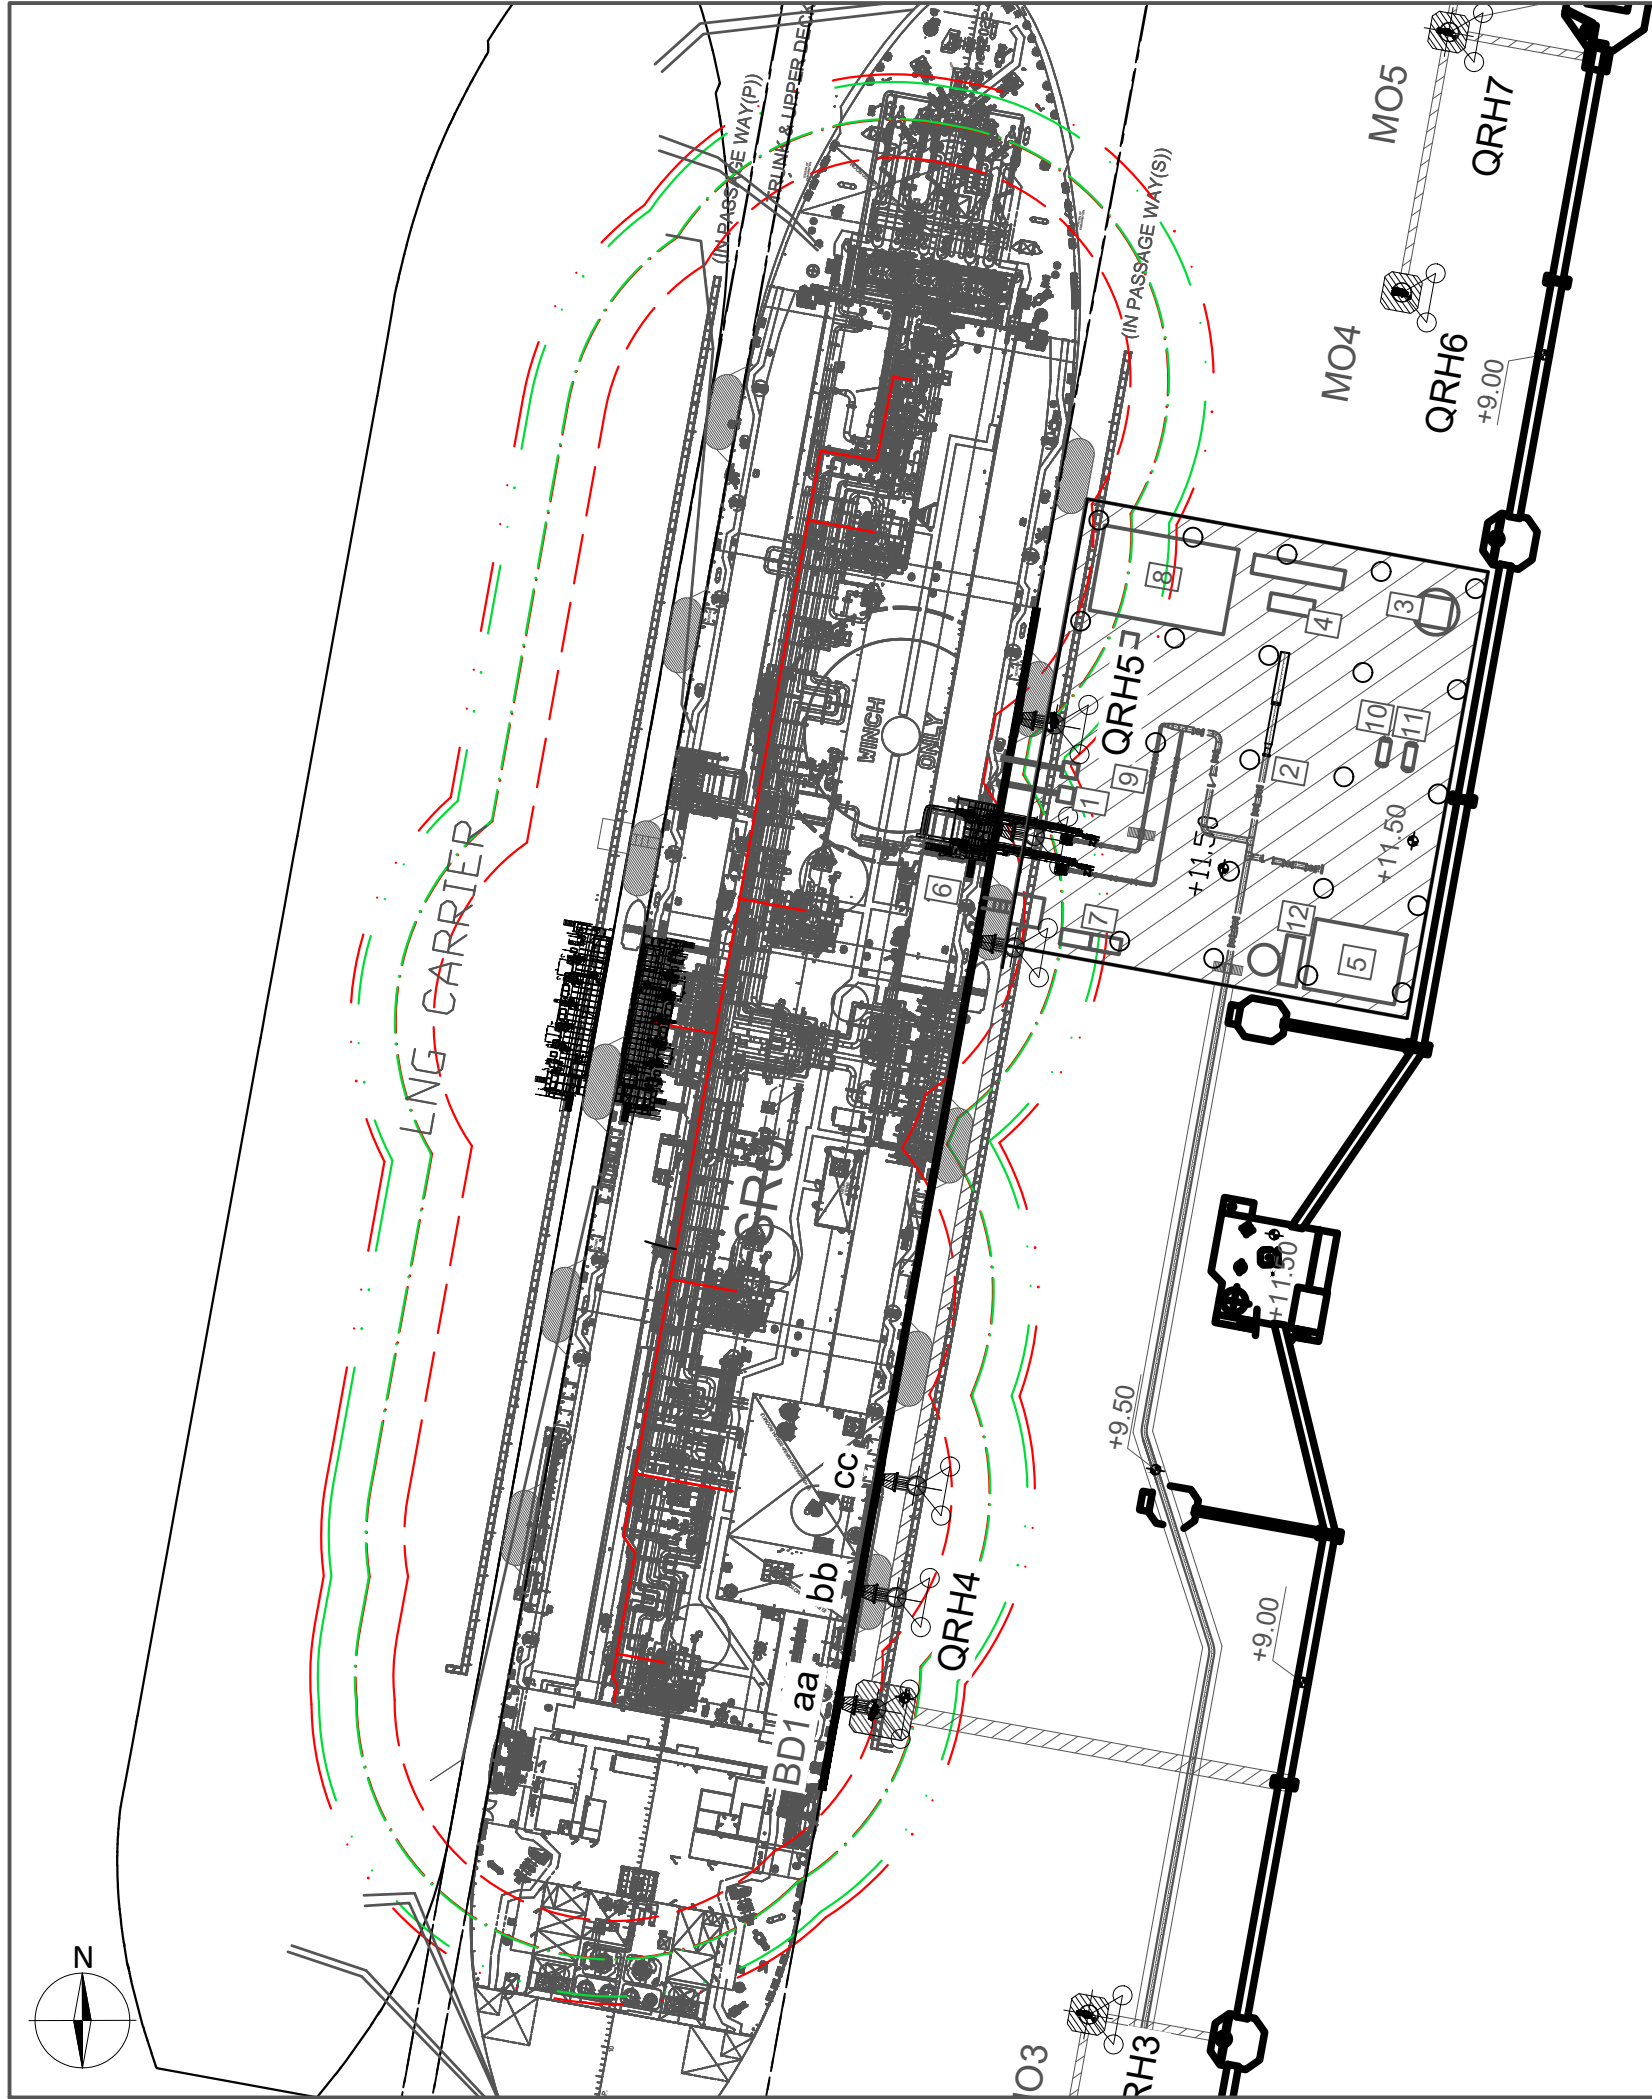 (IN PASSAGE WAY(P))
MO5
QRH7
(IN PASSAGE WAY(S))
MO4
QRH6
+9.00
8
4
3
QRH5
WINCH
ONLY
10
11
9
2
1
+11.50
+11.50
LNG CARRIER
6
7
12
5
+11.50
+9.50
cc
bb
QRH4
aa
BD1
+9.00
N